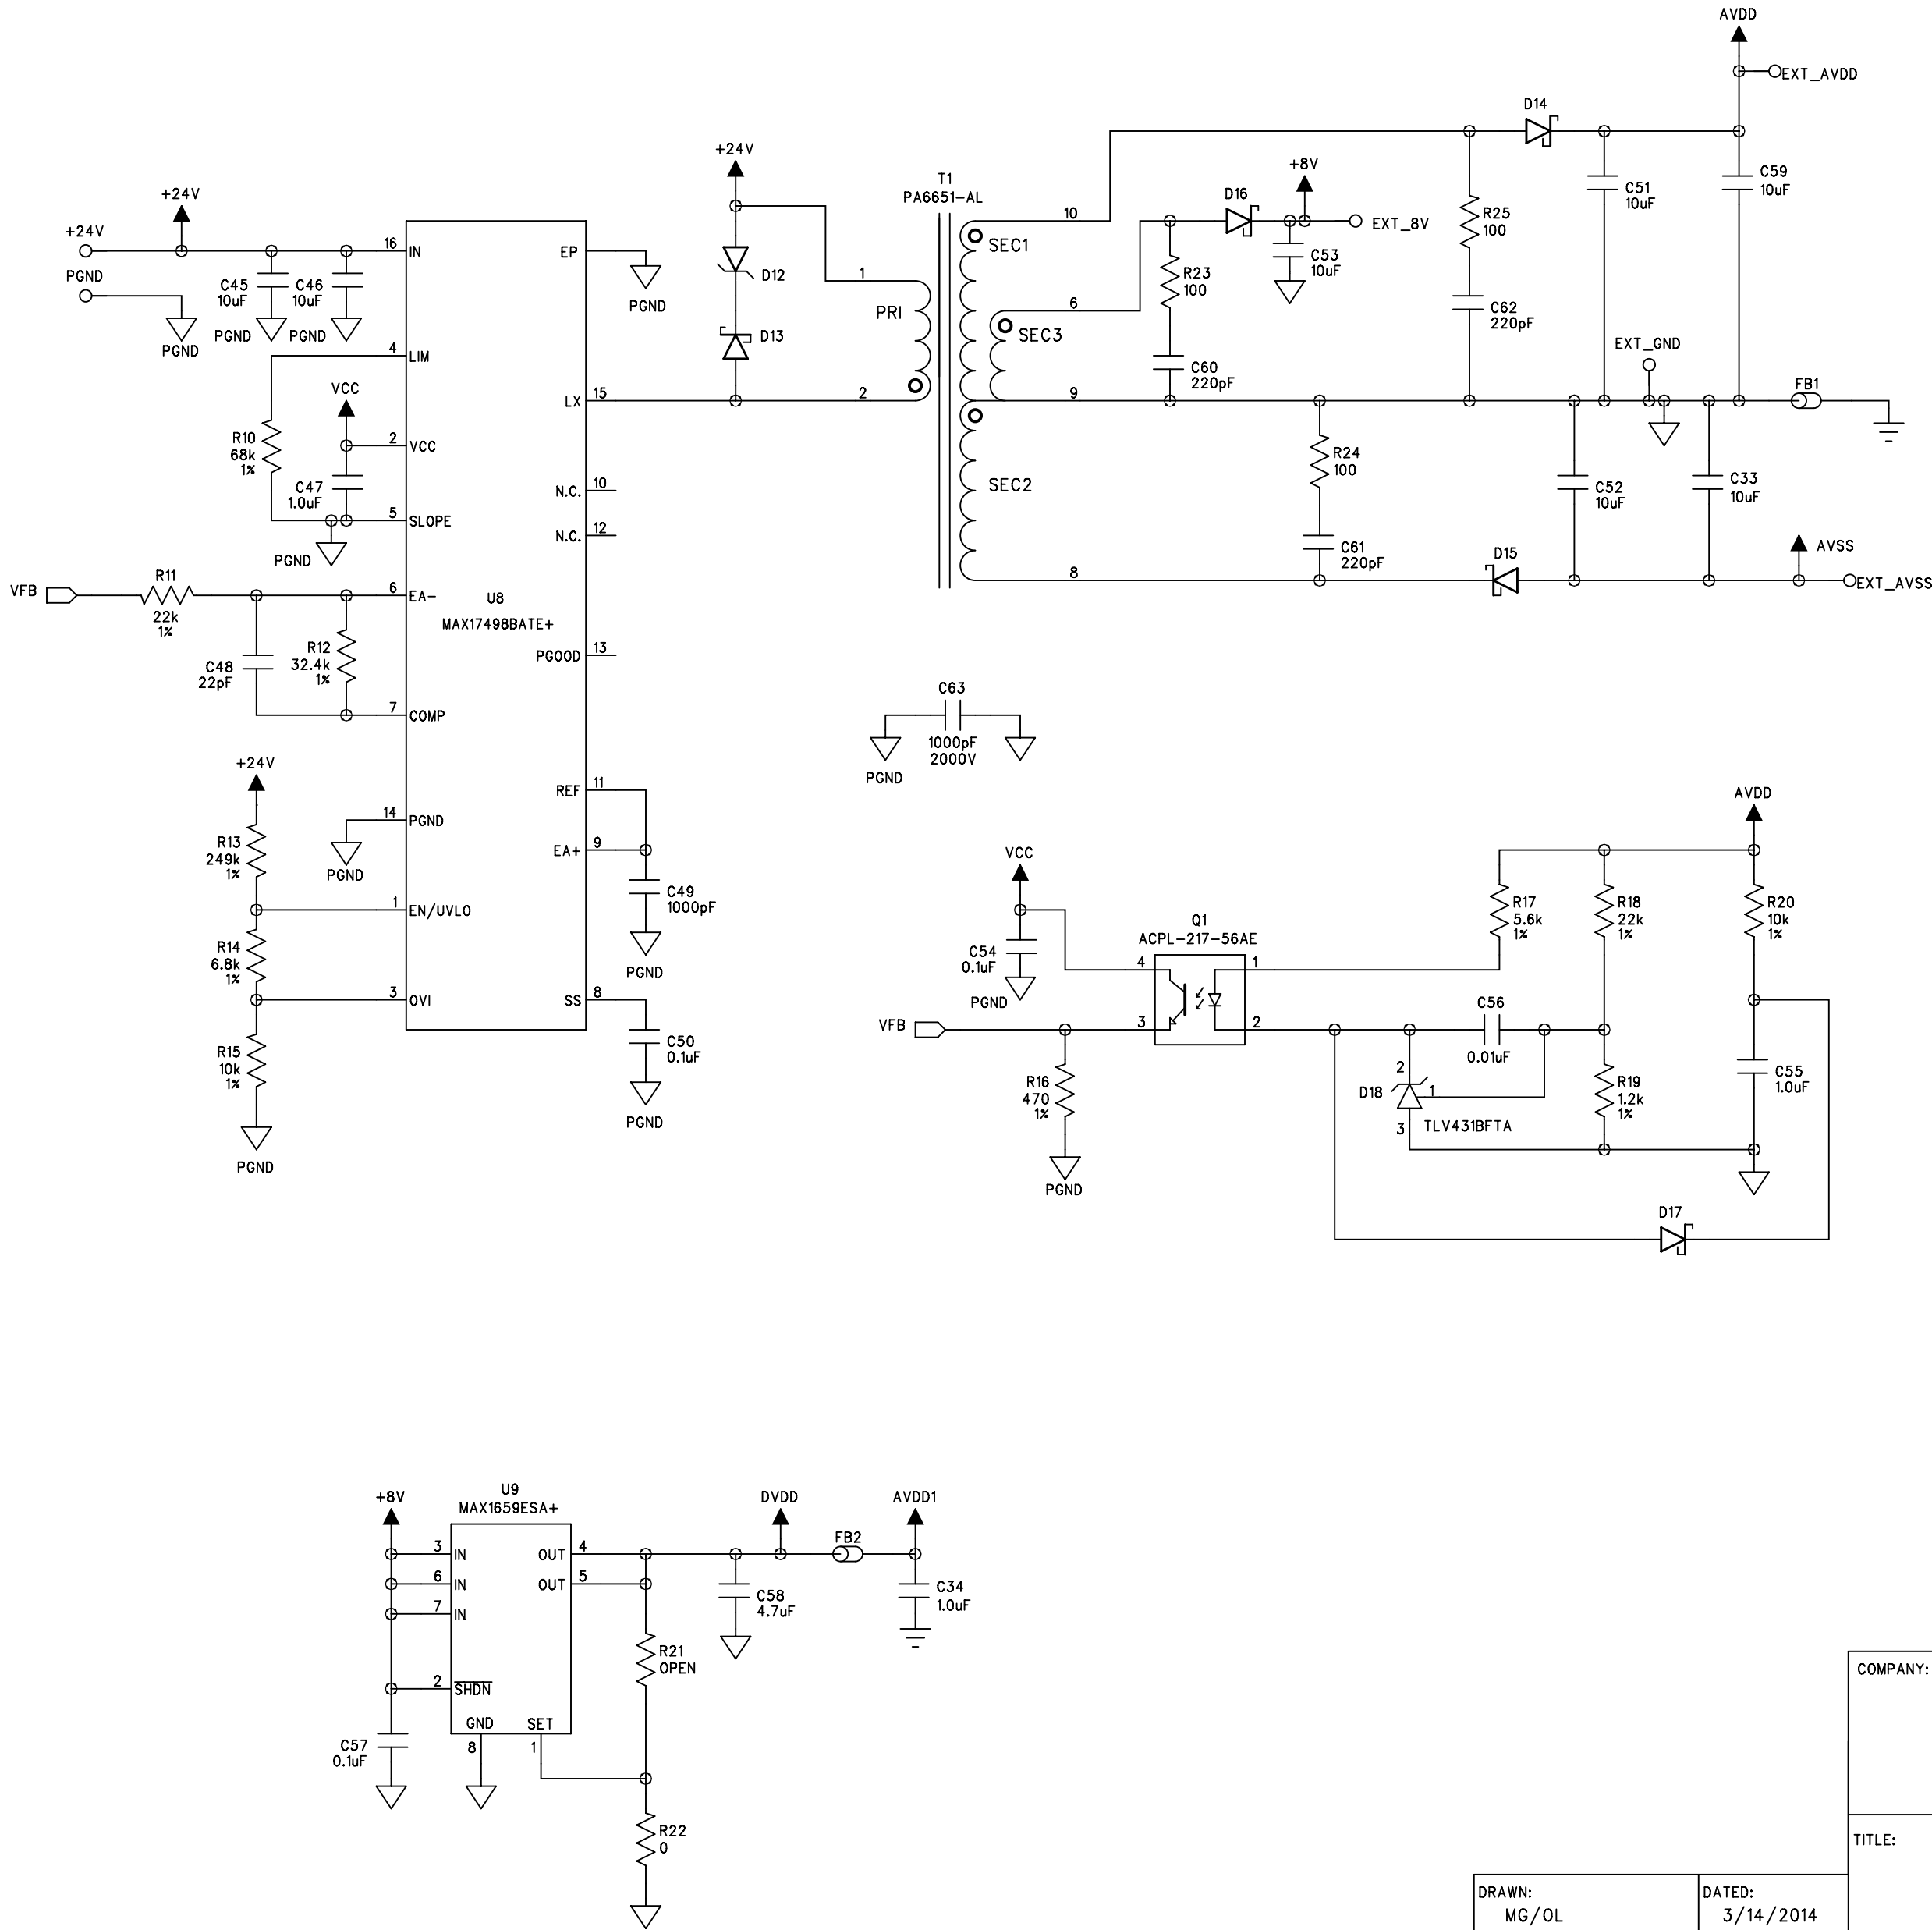 AVDD
EXT_AVDD
D14
+24V
T1
PA6651-AL
+8V
D16
C59
10uF
C51
10uF
+24V
+24V
10
SEC1
R25
100
EXT_8V
16
IN
EP
PGND
D12
1
R23
100
C53
10uF
C45
10uF
C46
10uF
PGND
PRI
6
SEC3
C62
220pF
PGND
PGND
PGND
D13
EXT_GND
4
LIM
C60
220pF
FB1
VCC
15
LX
2
9
R10
68k
1%
2
VCC
R24
100
C47
1.0uF
N.C.
10
SEC2
C52
10uF
C33
10uF
5
SLOPE
N.C.
12
PGND
C61
220pF
D15
AVSS
8
EXT_AVSS
VFB
R11
22k
1%
6
EA-
U8
MAX17498BATE+
C48
22pF
R12
32.4k
1%
PGOOD
13
7
COMP
C63
1000pF
2000V
PGND
+24V
REF
11
AVDD
14
PGND
R13
249k
1%
PGND
EA+
9
VCC
C49
1000pF
1
EN/UVLO
R17
5.6k
1%
R18
22k
1%
R20
10k
1%
Q1
ACPL-217-56AE
R14
6.8k
1%
C54
0.1uF
4
1
PGND
PGND
3
OVI
SS
8
C56
0.01uF
VFB
3
2
C50
0.1uF
R15
10k
1%
2
D18
1
C55
1.0uF
R16
470
1%
R19
1.2k
1%
3
TLV431BFTA
PGND
PGND
PGND
D17
U9
MAX1659ESA+
+8V
DVDD
AVDD1
FB2
3
IN
OUT
4
6
IN
OUT
5
C58
4.7uF
C34
1.0uF
7
IN
R21
OPEN
2
SHDN
GND
SET
8
1
C57
0.1uF
R22
0
COMPANY:
TITLE:
DRAWN:
MG/OL
DATED:
3/14/2014